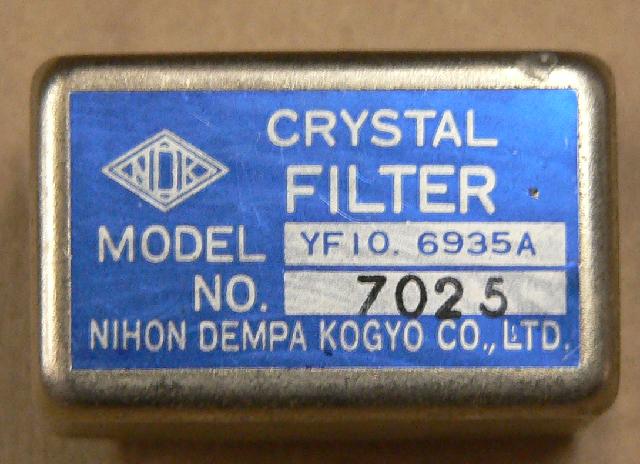 CRYSTAL
NDK
FILTER
MODEL YF10. 6935A
NO. 7025
NIHON DEMPA KOGYO CO., LTD.